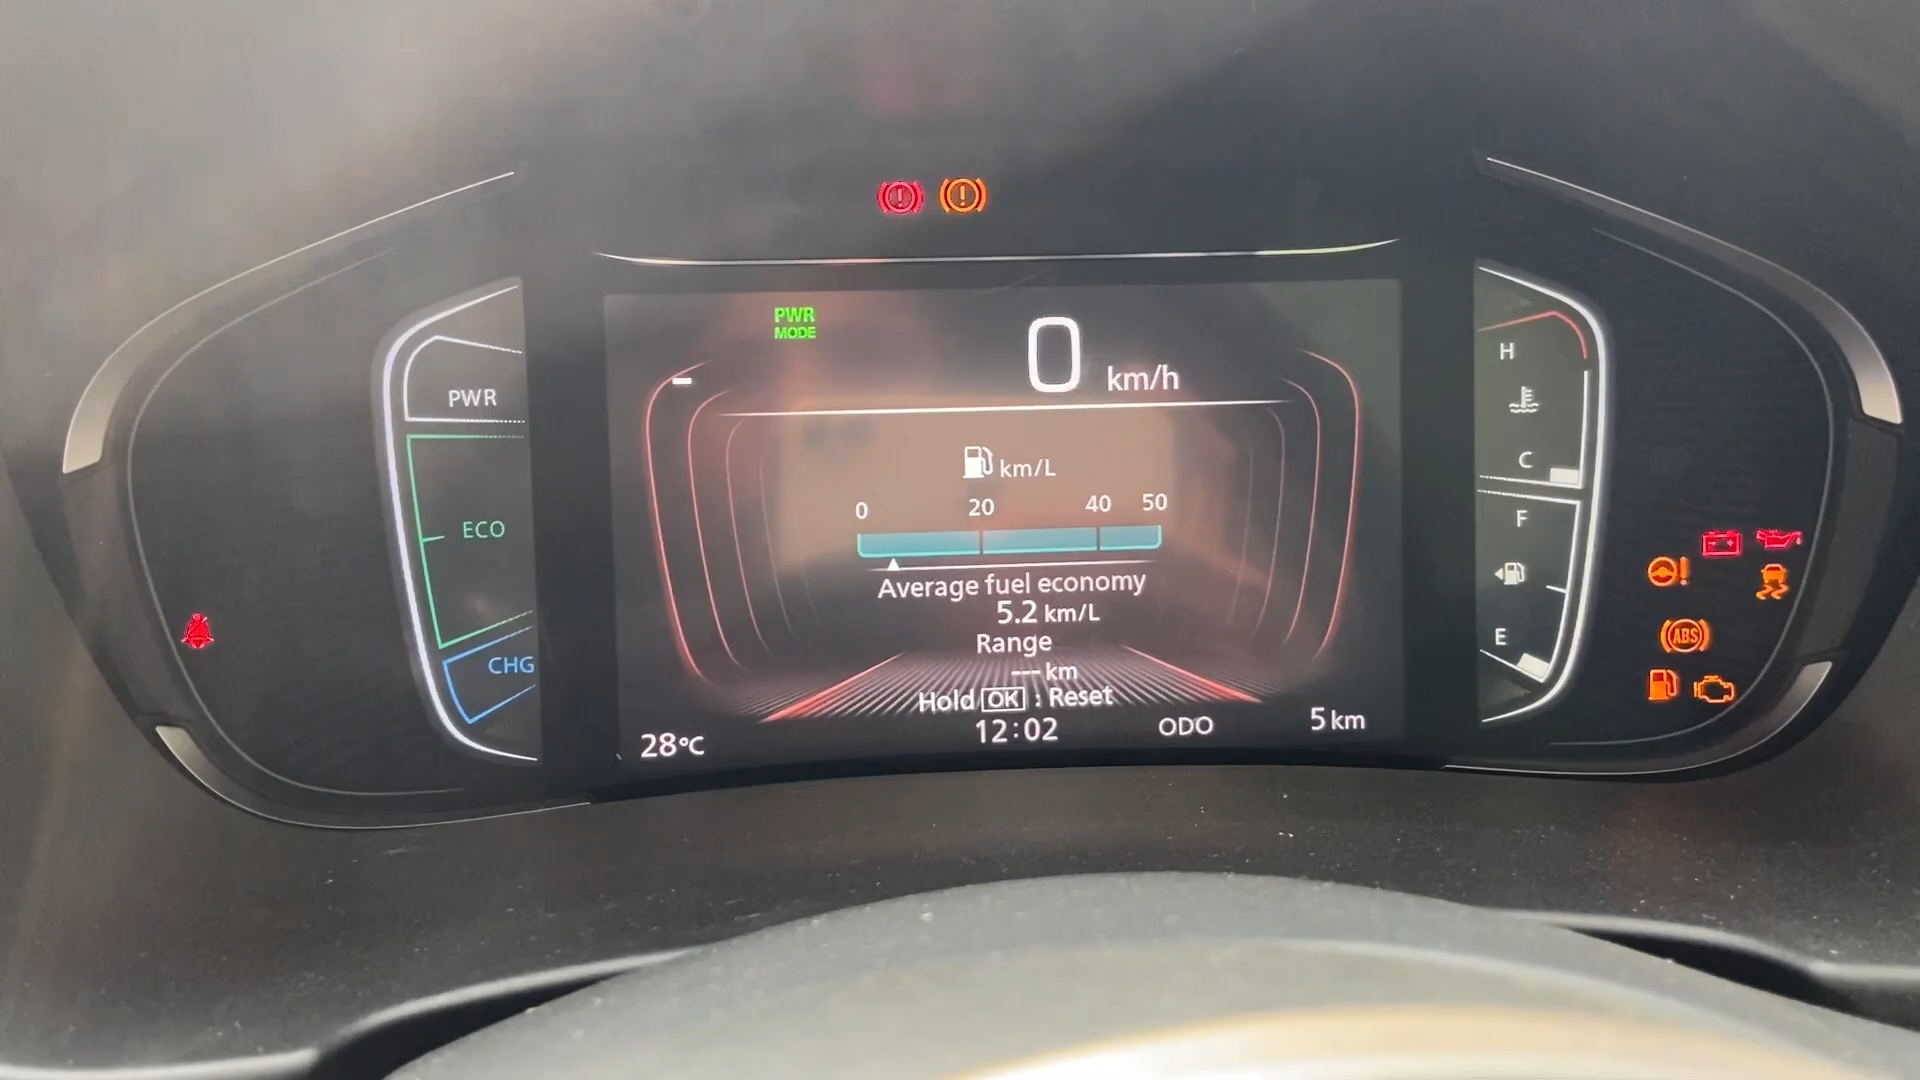 PWR
MODE
0 km/h
PWR
ECO
CHG
km/L
0 20 40 50
Average fuel economy
5.2 km/L
Range
--- km
Hold OK : Reset
28°C
12:02
ODO
5 km
H
C
F
E
ABS